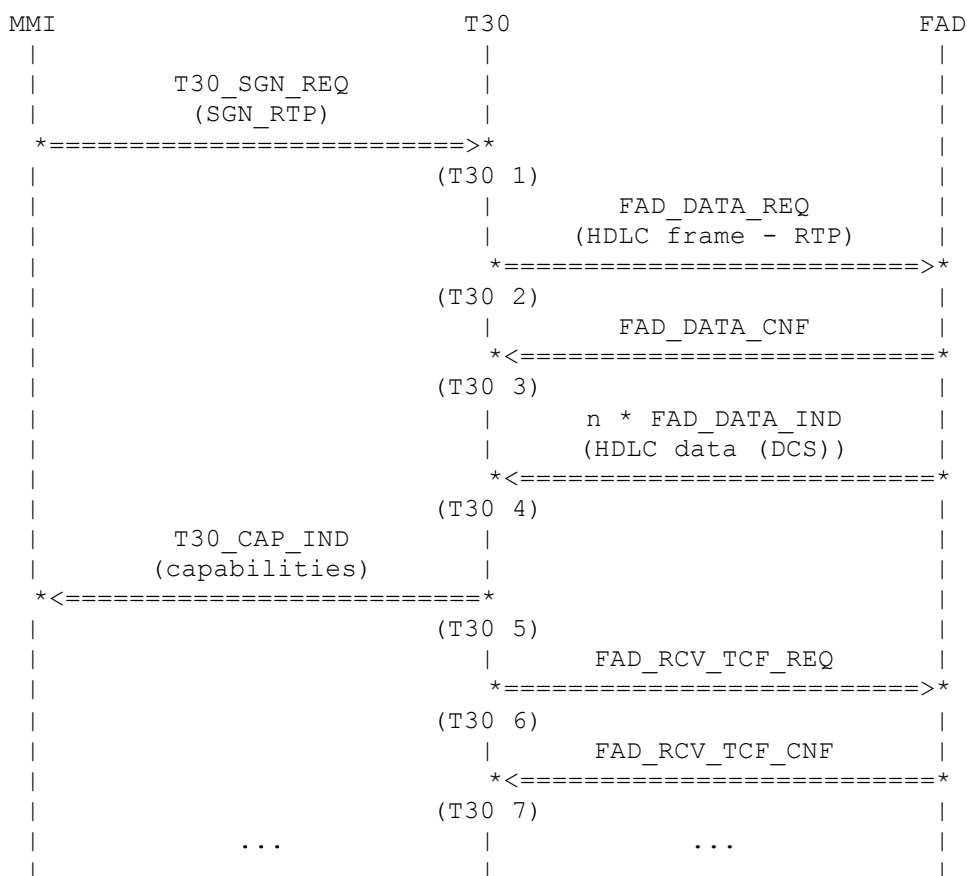 MMI T30 FAD
T30_SGN_REQ
(SGN_RTP)
(T30 1)
FAD_DATA_REQ
(HDLC frame - RTP)
(T30 2)
FAD_DATA_CNF
(T30 3)
n * FAD_DATA_IND
(HDLC data (DCS))
(T30 4)
T30_CAP_IND
(capabilities)
(T30 5)
FAD_RCV_TCF_REQ
(T30 6)
FAD_RCV_TCF_CNF
(T30 7)
... ...